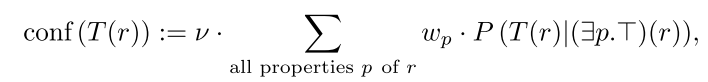 conf (T(r)) := ν · ∑ w_p · P (T(r)|(∃p.⊤)(r)),
all properties p of r